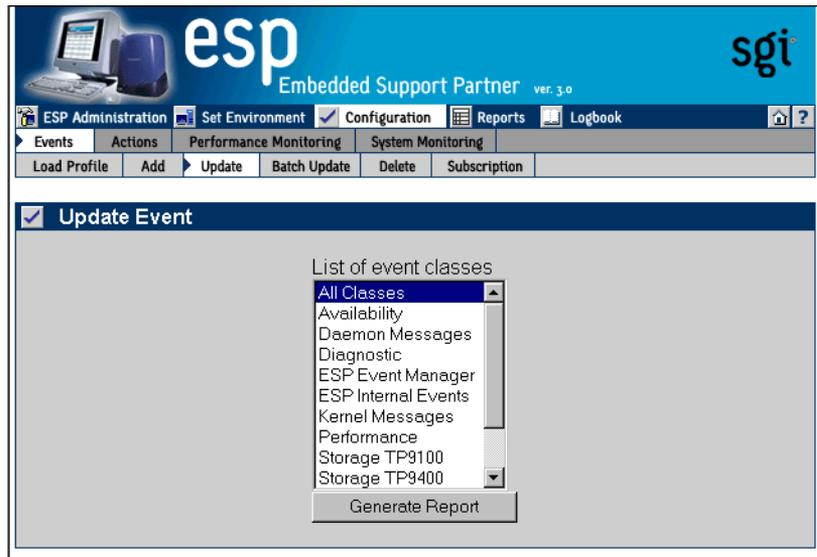 esp
Embedded Support Partner ver. 3.0
sgi
ESP Administration Set Environment Configuration Reports Logbook ?
Events Actions Performance Monitoring System Monitoring
Load Profile Add Update Batch Update Delete Subscription
Update Event
List of event classes
All Classes
Availability
Daemon Messages
Diagnostic
ESP Event Manager
ESP Internal Events
Kernel Messages
Performance
Storage TP9100
Storage TP9400
Generate Report